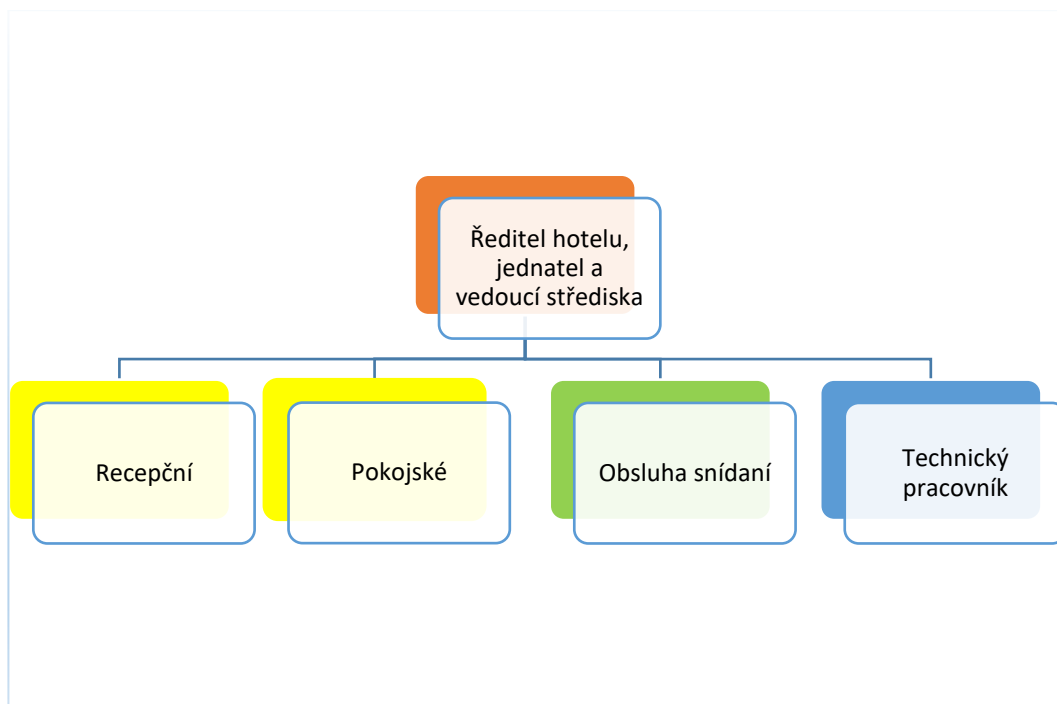 Ředitel hotelu,
jednatel a
vedoucí střediska
Recepční
Pokojské
Obsluha snídaní
Technický
pracovník